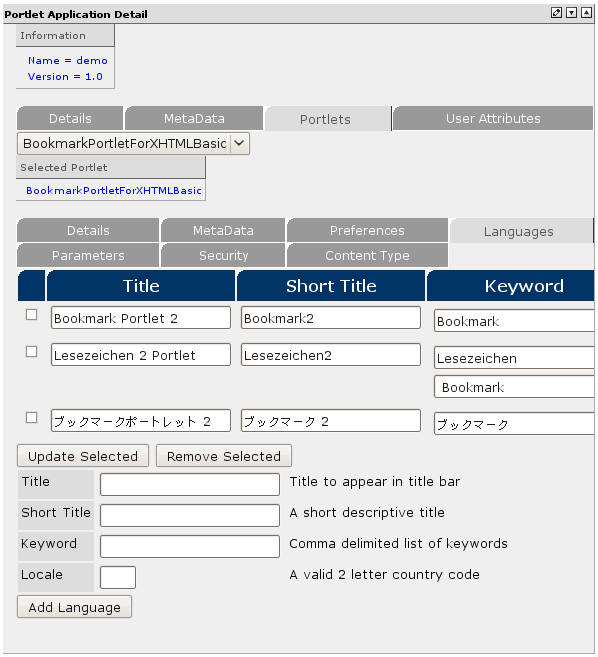 Portlet Application Detail
Information
Name = demo
Version = 1.0
Details MetaData Portlets User Attributes
BookmarkPortletForXHTMLBasic
Selected Portlet
BookmarkPortletForXHTMLBasic
Details MetaData Preferences Languages
Parameters Security Content Type
Title Short Title Keyword
Bookmark Portlet 2 Bookmark2 Bookmark
Lesezeichen 2 Portlet Lesezeichen2 Lesezeichen
Bookmark
ブックマークポートレット 2 ブックマーク 2 ブックマーク
Update Selected Remove Selected
Title Title to appear in title bar
Short Title A short descriptive title
Keyword Comma delimited list of keywords
Locale A valid 2 letter country code
Add Language